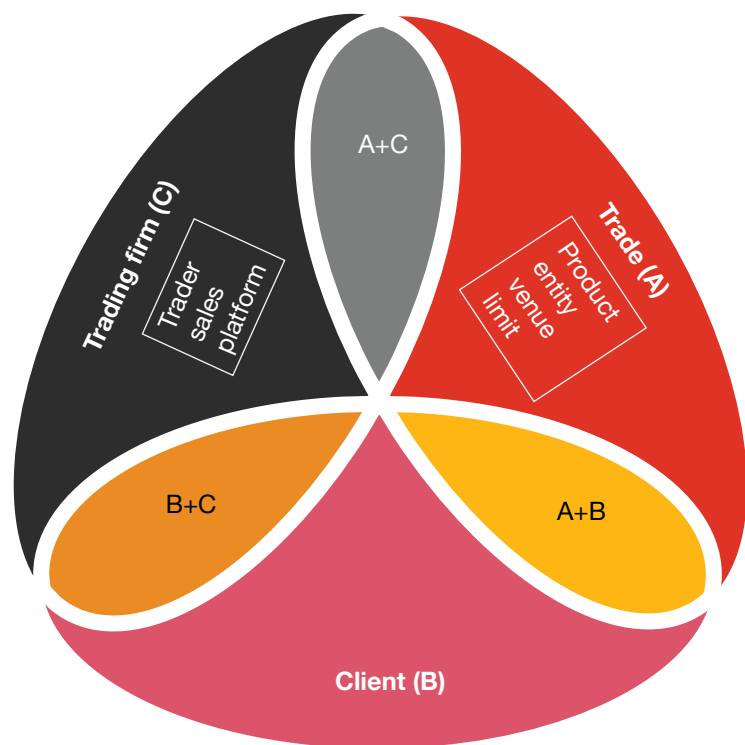 A+C
Trading firm (C)
Trader
sales
platform
Trade (A)
Product
entity
venue
limit
B+C
A+B
Client (B)